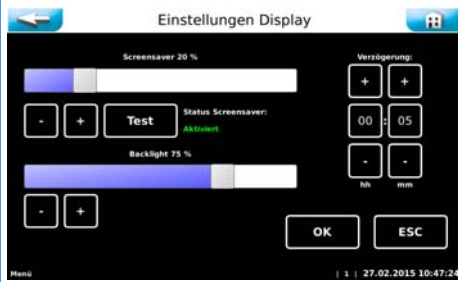 Einstellungen Display
Screensaver 20 %
Verzögerung:
+ +
- + Test
Status Screensaver:
Aktiviert
00 : 05
Backlight 75 %
- -
hh mm
- +
OK ESC
Menü | 1 | 27.02.2015 10:47:24